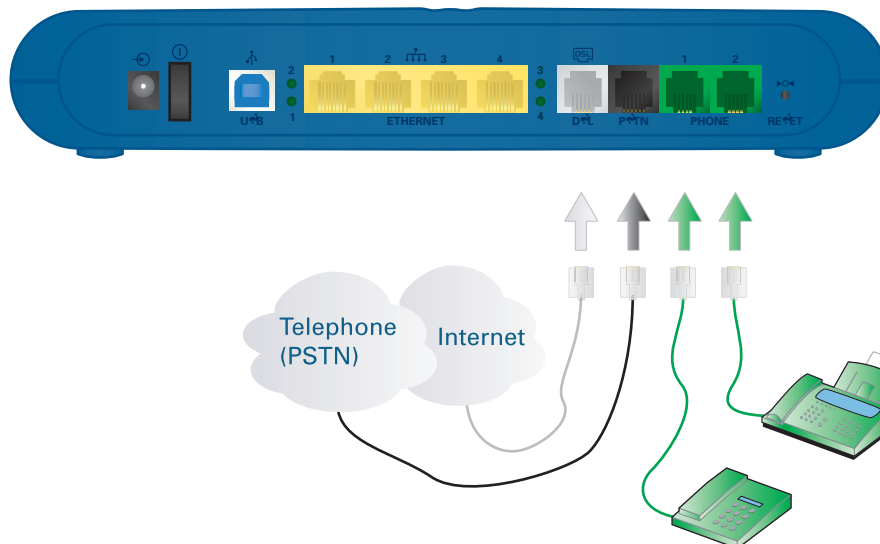 DSL
2 1 2 3 4 3 1 2
1 4
USB ETHERNET DSL PSTN PHONE RESET
Telephone
(PSTN)
Internet